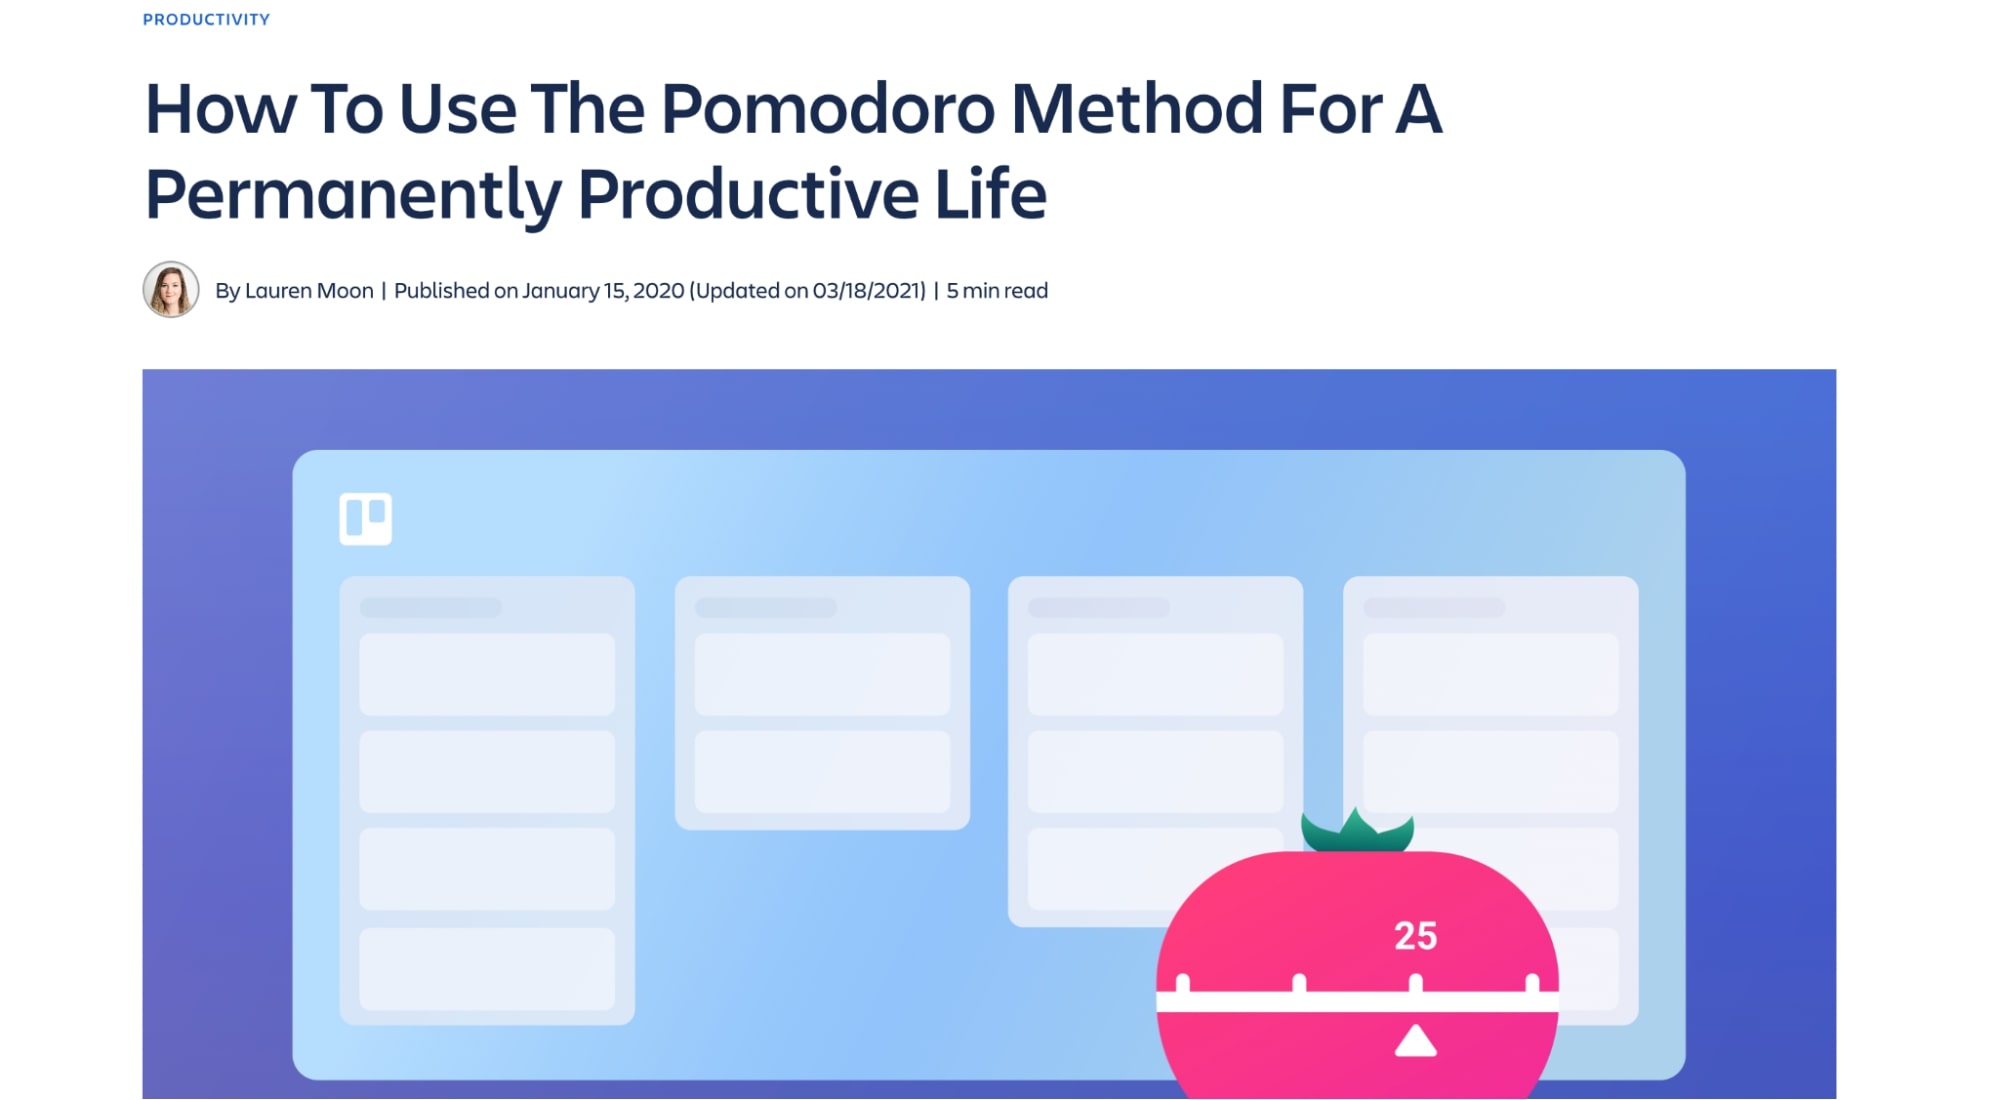 PRODUCTIVITY
How To Use The Pomodoro Method For A
Permanently Productive Life
By Lauren Moon | Published on January 15, 2020 (Updated on 03/18/2021) | 5 min read
25